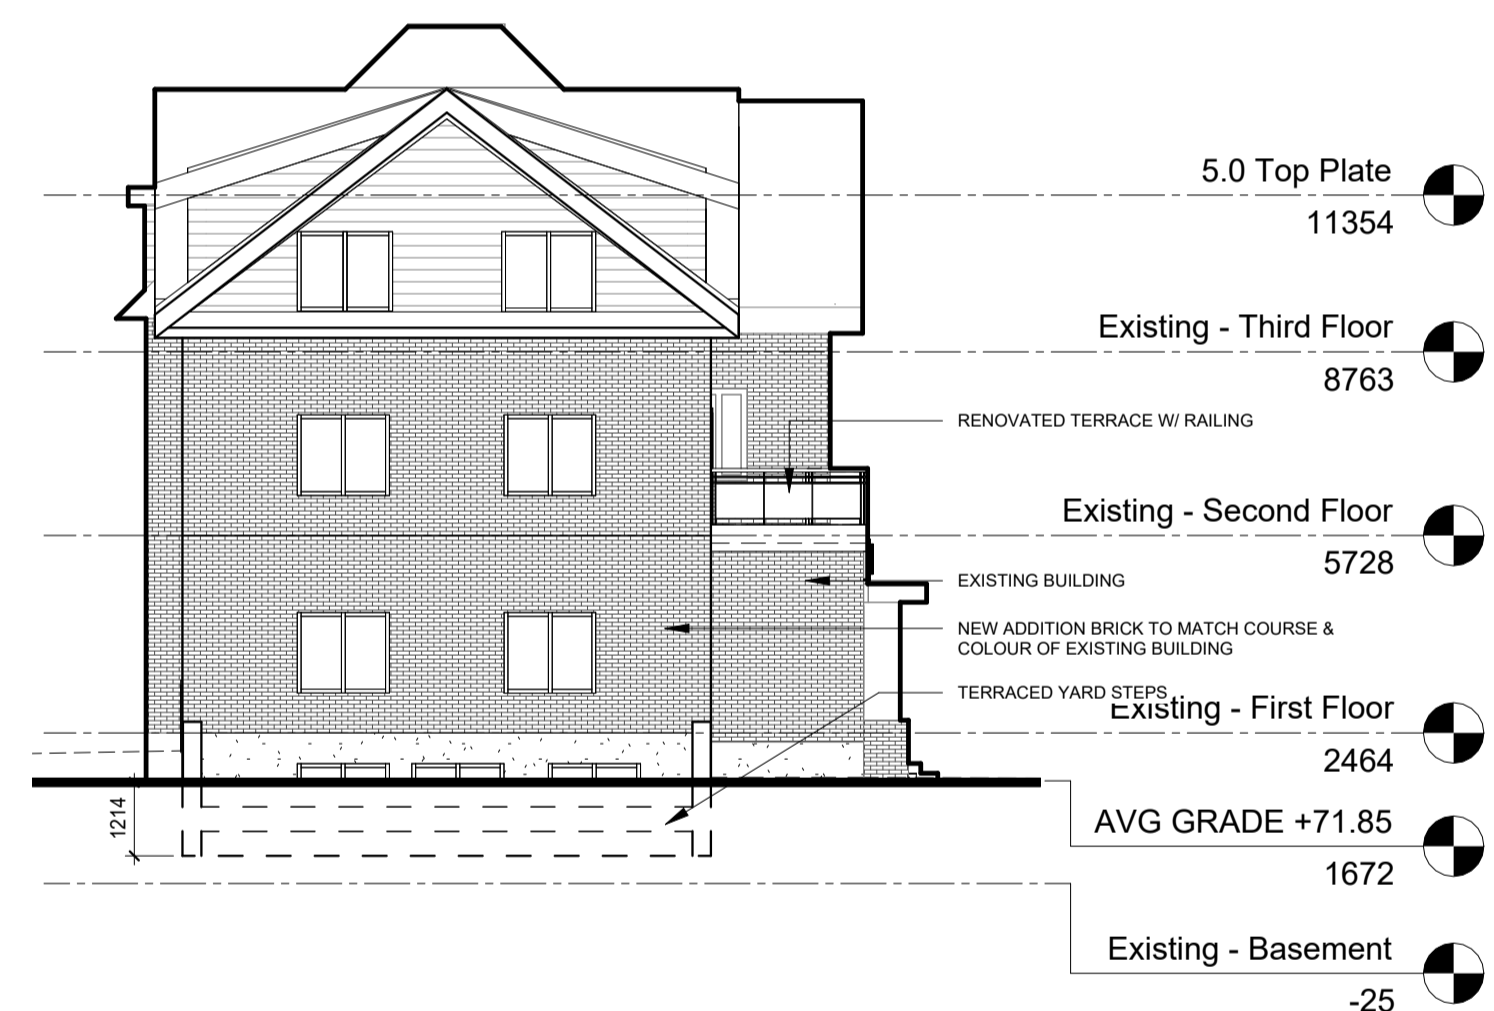 5.0 Top Plate
11354
Existing - Third Floor
8763
RENOVATED TERRACE W/ RAILING
Existing - Second Floor
5728
EXISTING BUILDING
NEW ADDITION BRICK TO MATCH COURSE &
COLOUR OF EXISTING BUILDING
TERRACED YARD STEPS
Existing - First Floor
2464
1214
AVG GRADE +71.85
1672
Existing - Basement
-25